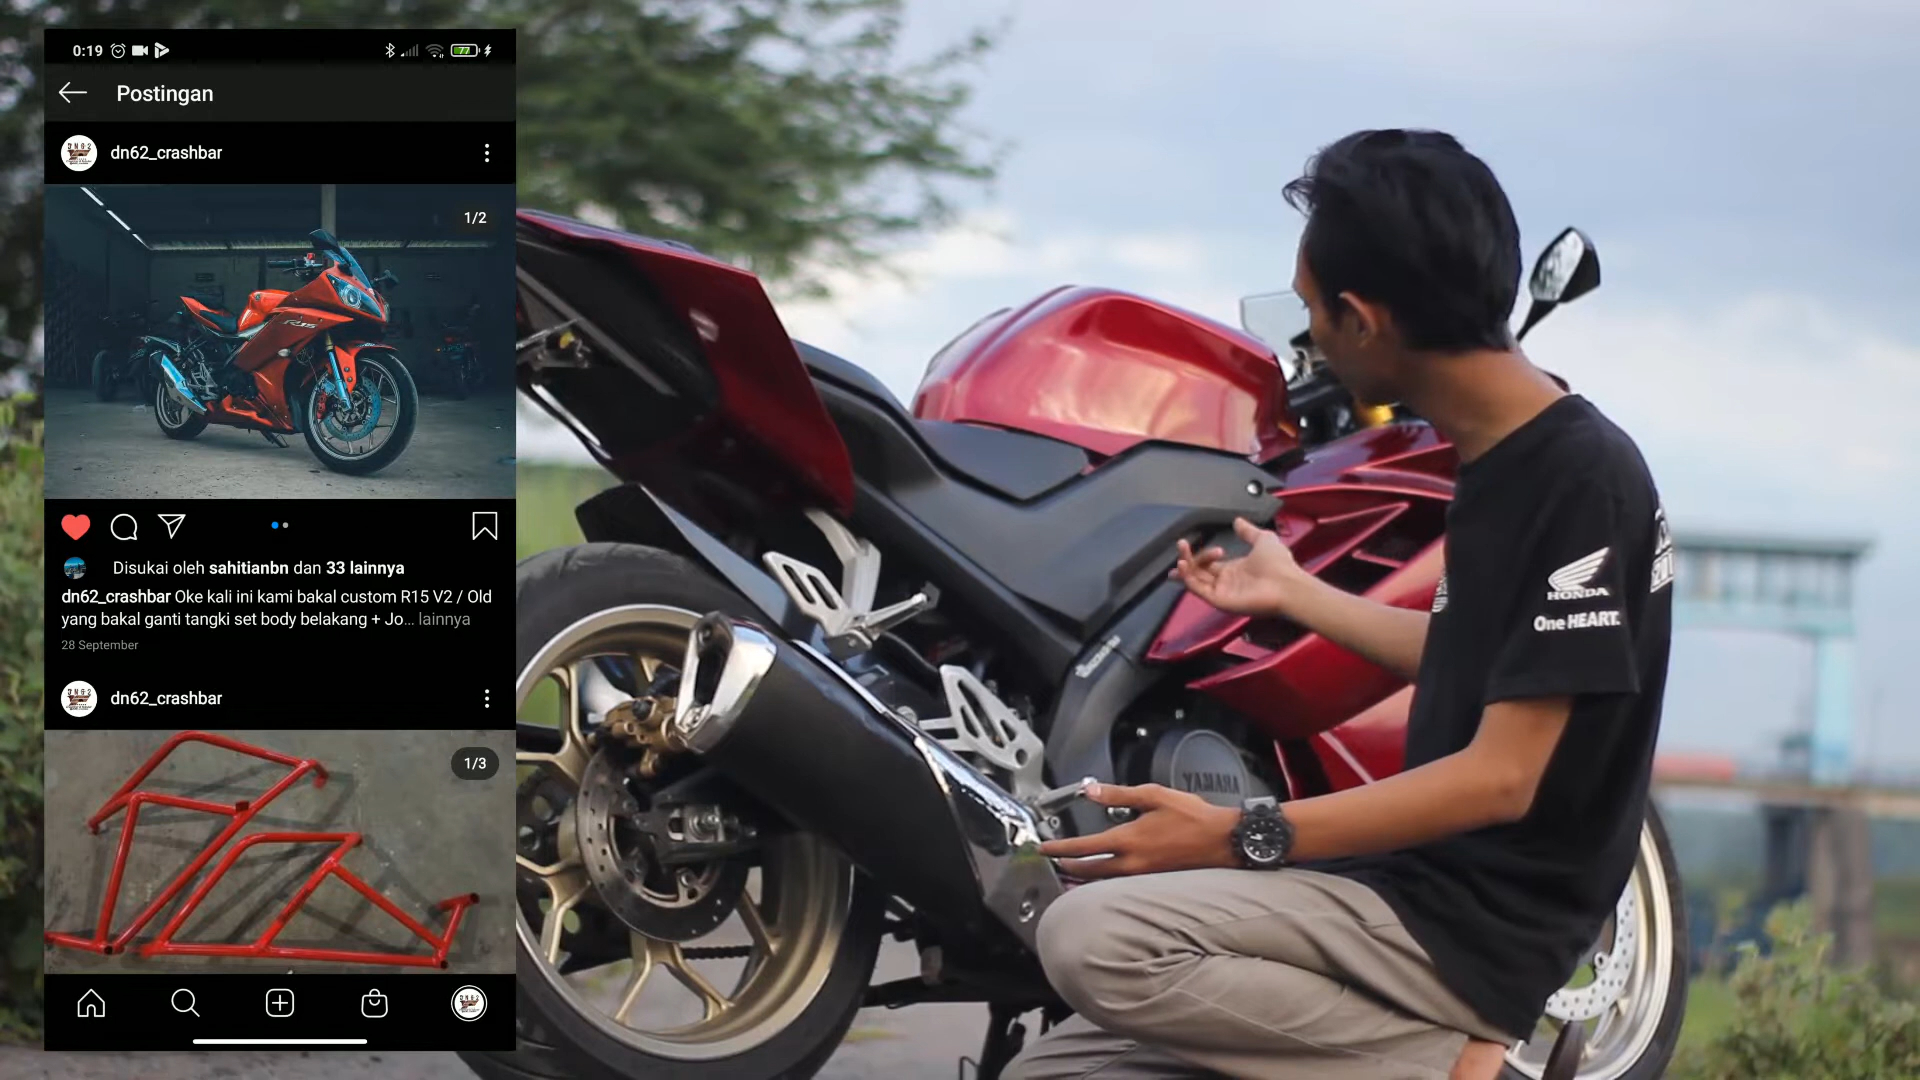 0:19
77
Postingan
dn62_crashbar
1/2
R15
Disukai oleh sahitianbn dan 33 lainnya
dn62_crashbar Oke kali ini kami bakal custom R15 V2 / Old
yang bakal ganti tangki set body belakang + Jo... lainnya
28 September
dn62_crashbar
1/3
YAMAHA
HONDA
One HEART.